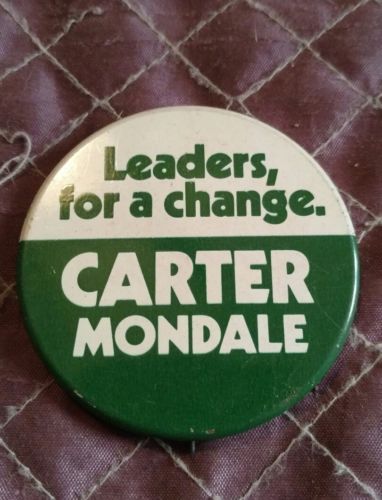 Leaders,
for a change.
CARTER
MONDALE